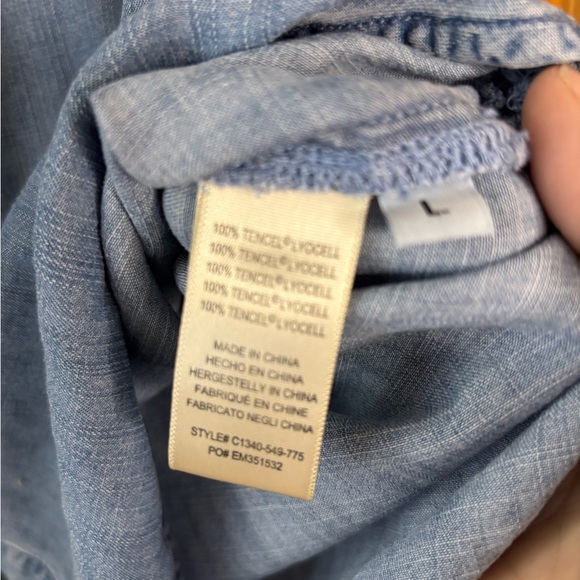 100% TENCEL® LYOCELL
100% TENCEL® LYOCELL
100% TENCEL® LYOCELL
100% TENCEL® LYOCELL
100% TENCEL® LYOCELL
MADE IN CHINA
HECHO EN CHINA
HERGESTELLY IN CHINA
FABRIQUÉ EN CHINE
FABRICATO NEGLI CHINA
STYLE# C1340-549-775
PO# EM351532
L